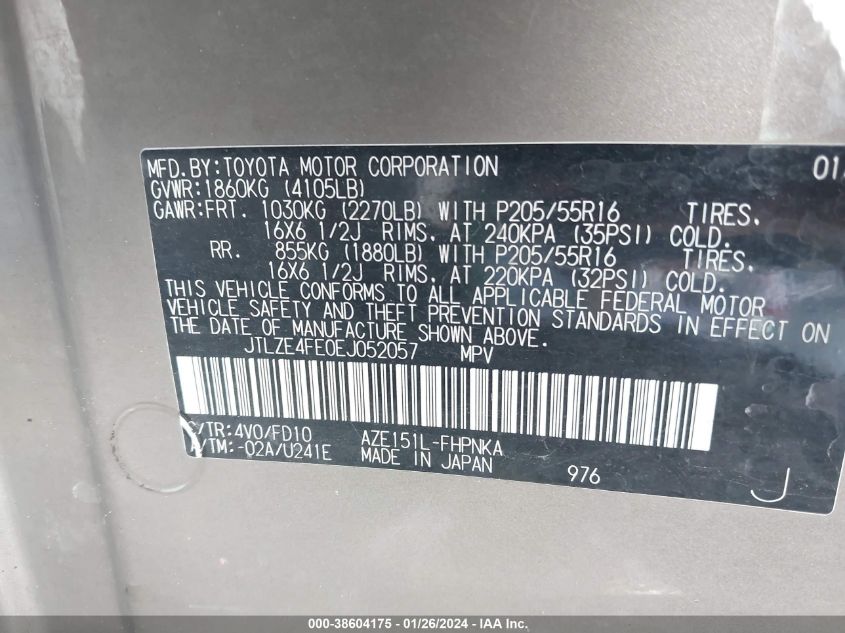 MFD.BY:TOYOTA MOTOR CORPORATION 01/
GVWR:1860KG (4105LB)
GAWR:FRT. 1030KG (2270LB) WITH P205/55R16 TIRES.
16X6 1/2J RIMS. AT 240KPA (35PSI) COLD.
RR. 855KG (1880LB) WITH P205/55R16 TIRES.
16X6 1/2J RIMS. AT 220KPA (32PSI) COLD.
THIS VEHICLE CONFORMS TO ALL APPLICABLE FEDERAL MOTOR
VEHICLE SAFETY AND THEFT PREVENTION STANDARDS IN EFFECT ON
THE DATE OF MANUFACTURE SHOWN ABOVE.
JTLZE4FE0EJ052057 MPV
C/TR:4V0/FD10 AZE151L-FHPNKA
A/TM:-02A/U241E MADE IN JAPAN 976
J
000-38604175 - 01/26/2024 - IAA Inc.